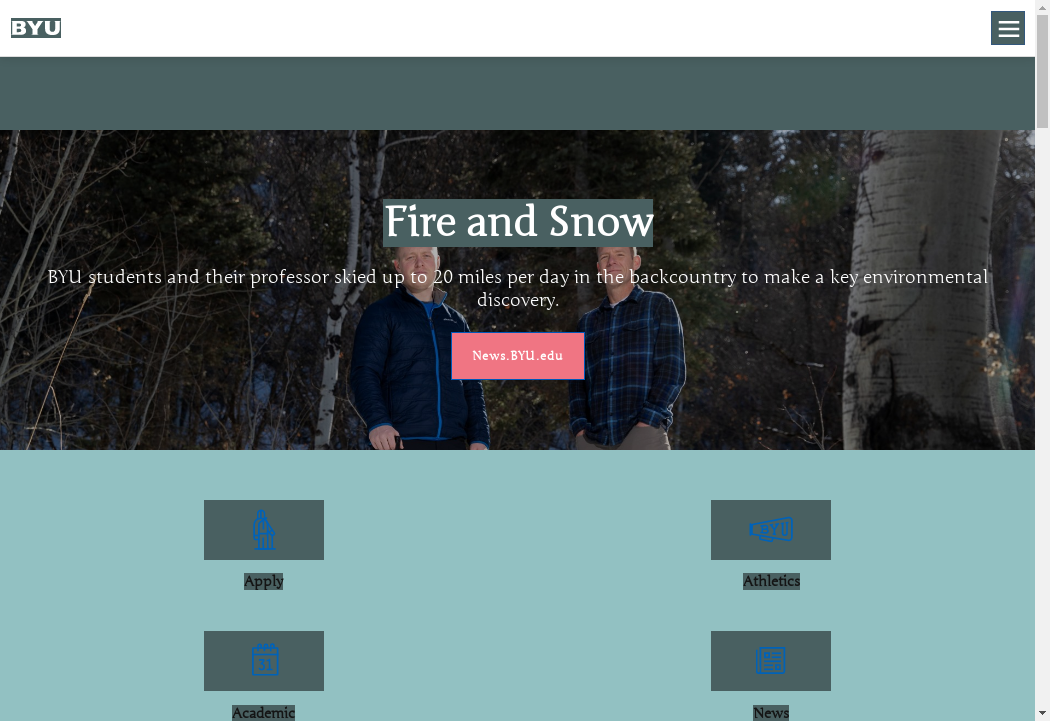 BYU
Fire and Snow
BYU students and their professor skied up to 20 miles per day in the backcountry to make a key environmental
discovery.
News.BYU.edu
BYU
Apply
Athletics
31
Academic
News